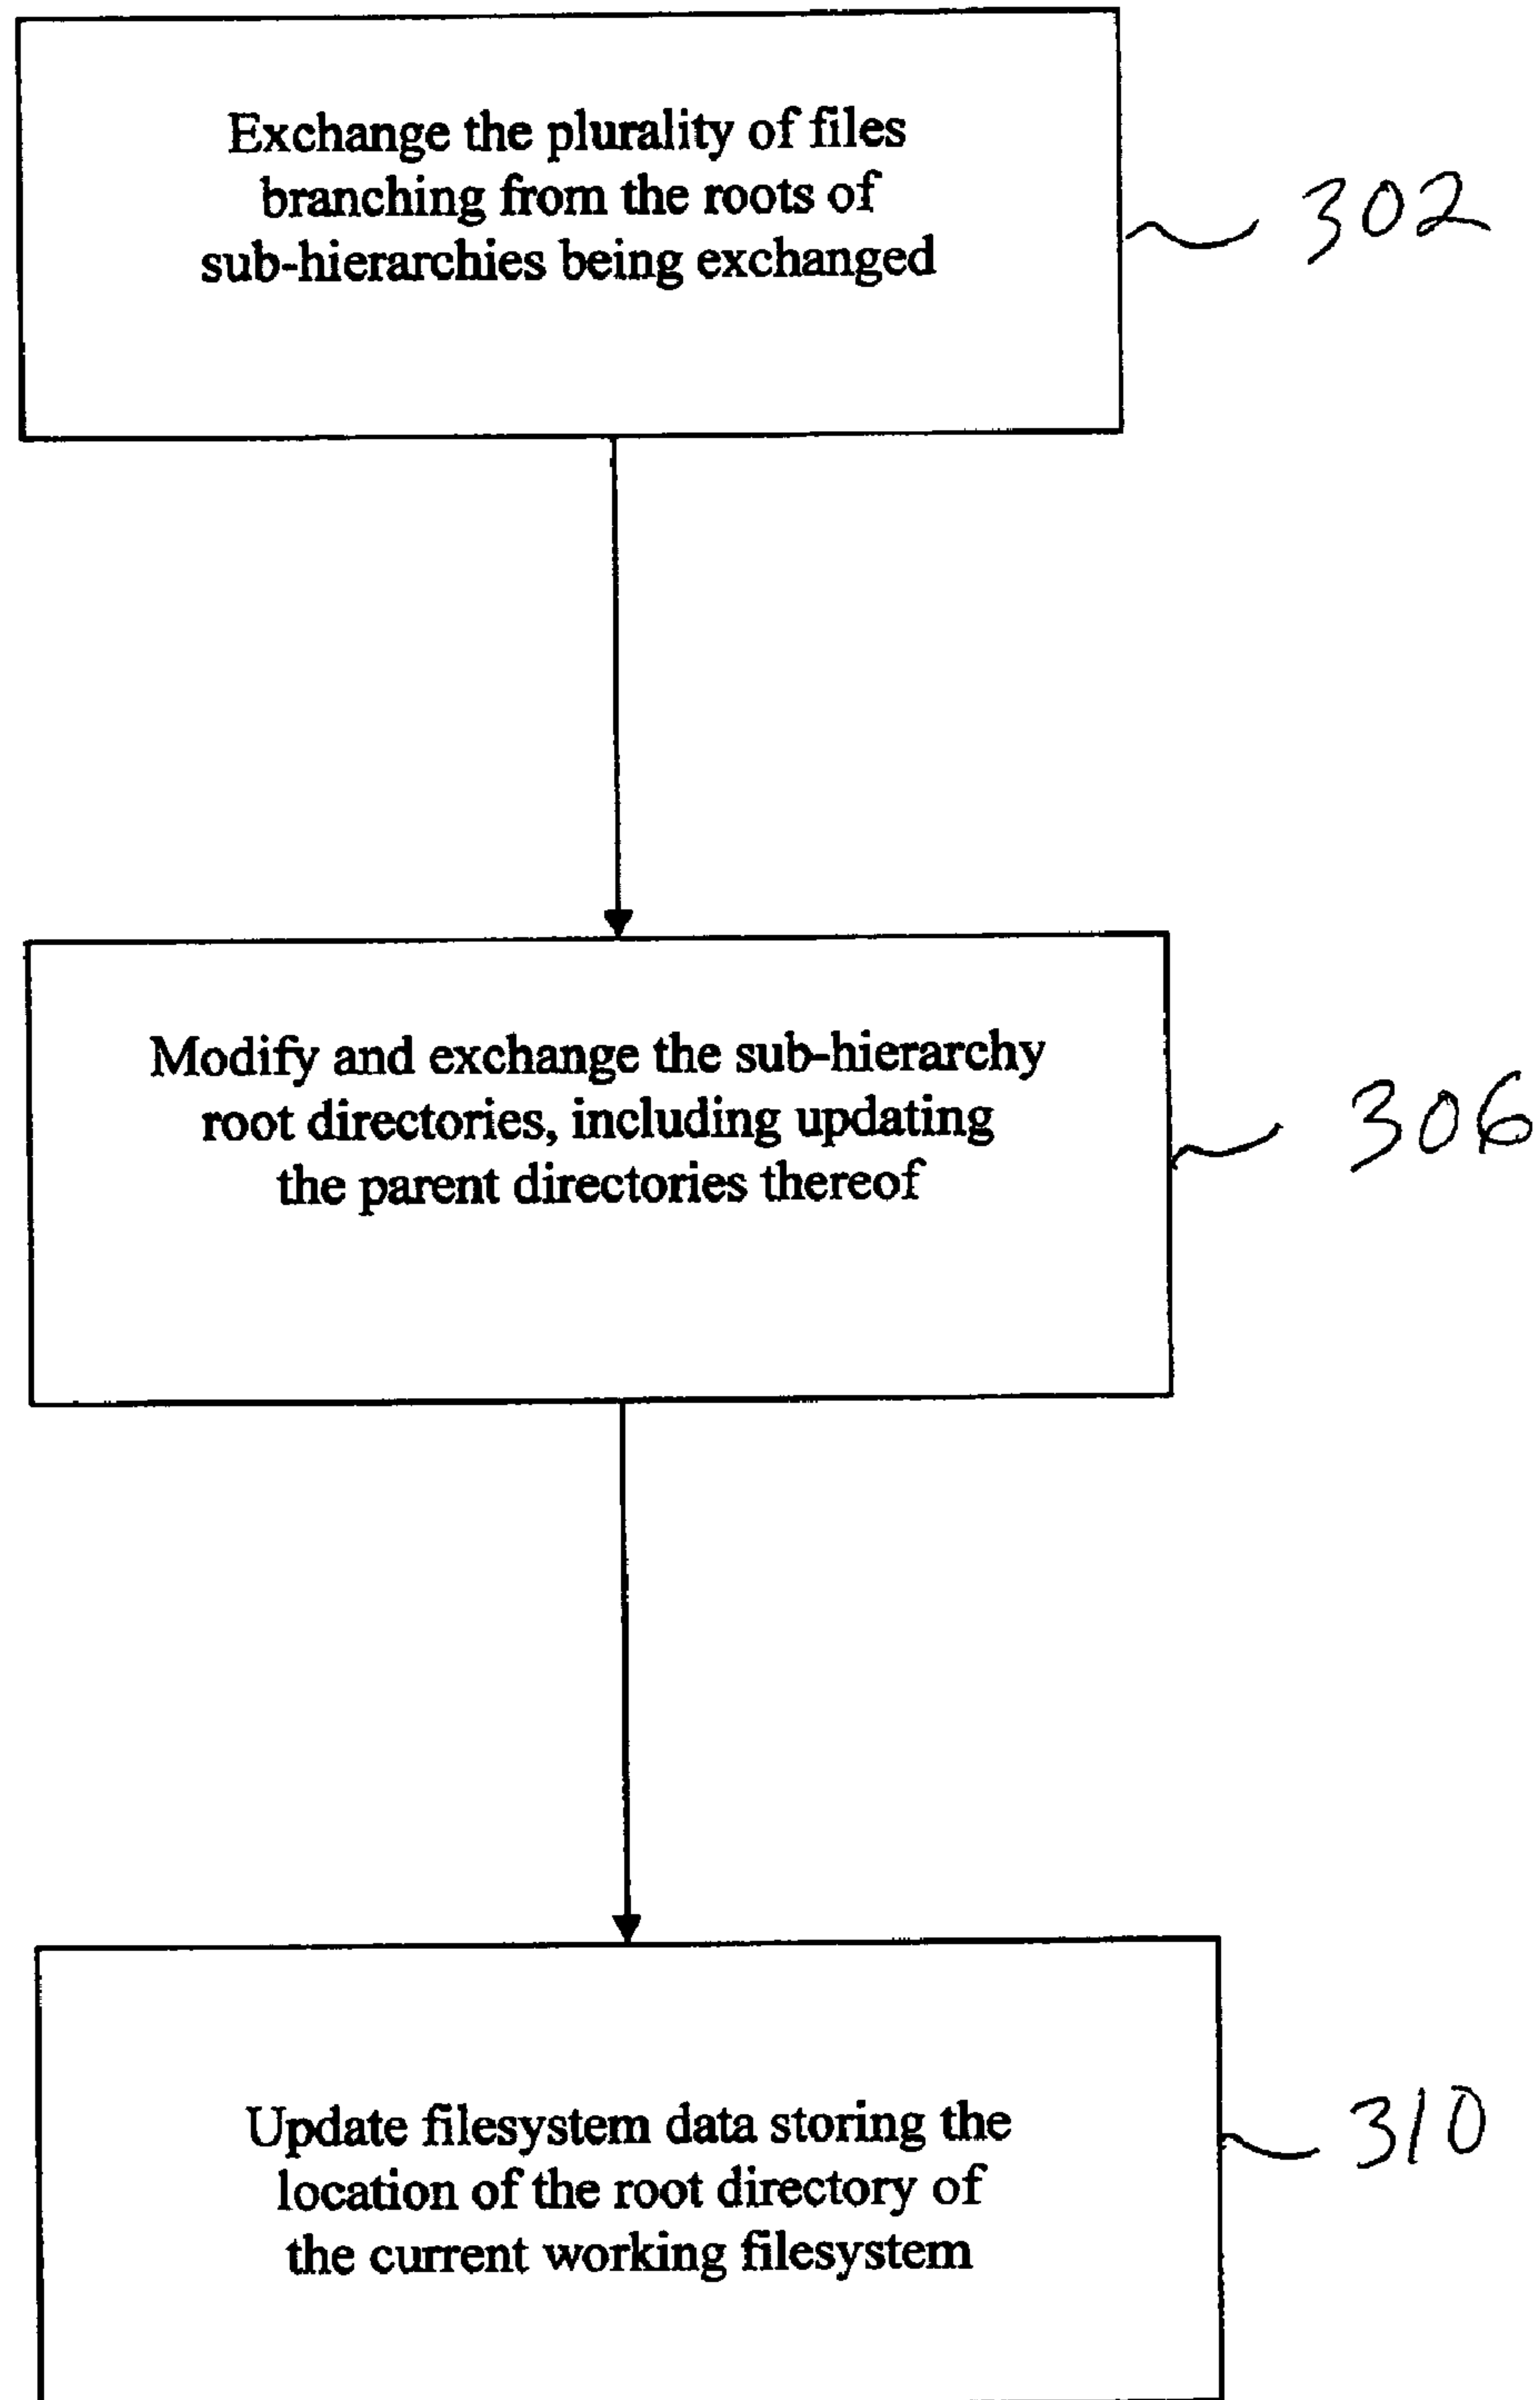 Exchange the plurality of files
branching from the roots of
sub-hierarchies being exchanged
302
Modify and exchange the sub-hierarchy
root directories, including updating
the parent directories thereof
306
Update filesystem data storing the
location of the root directory of
the current working filesystem
310